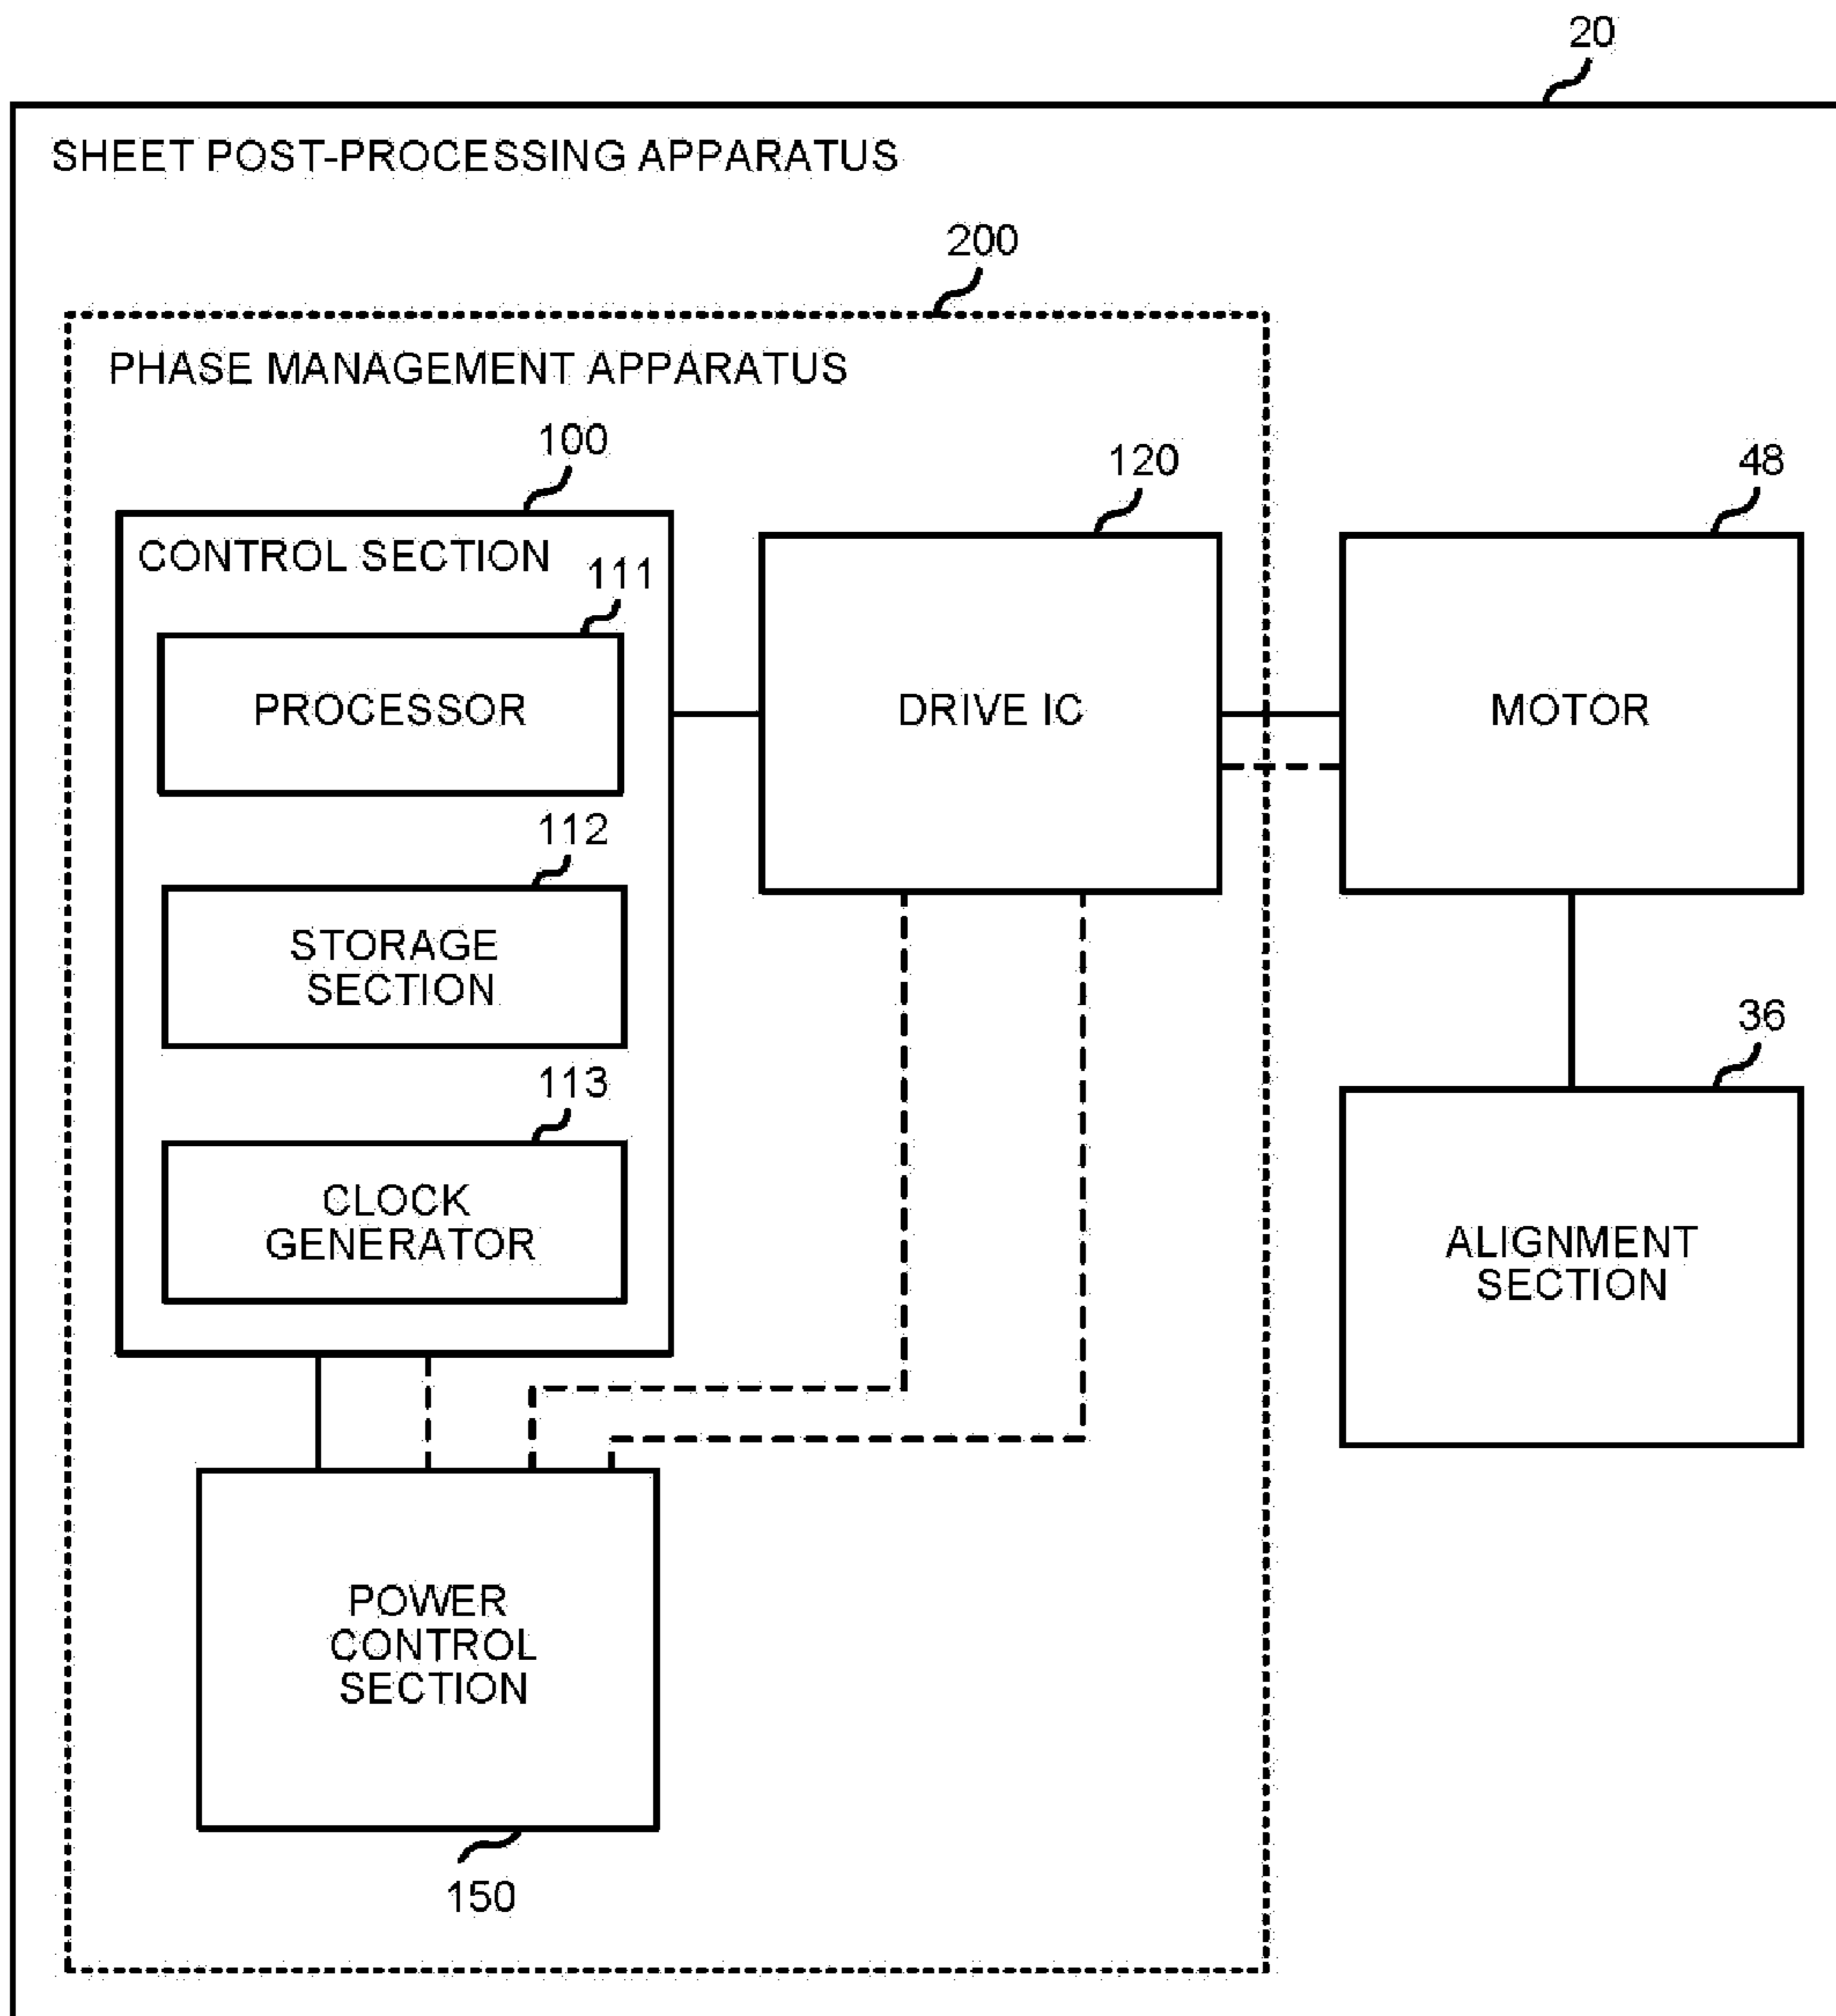 20
SHEET POST-PROCESSING APPARATUS
200
PHASE MANAGEMENT APPARATUS
100
120
48
CONTROL SECTION
111
PROCESSOR
DRIVE IC
MOTOR
112
STORAGE
SECTION
36
113
CLOCK
GENERATOR
ALIGNMENT
SECTION
POWER
CONTROL
SECTION
150